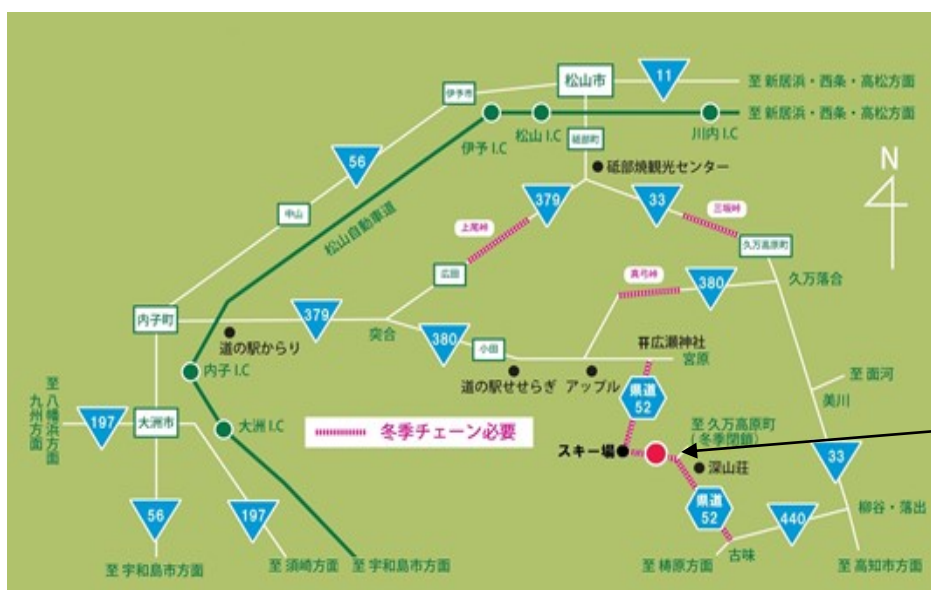 松山市
11
至 新居浜・西条・高松方面
伊予市
至 新居浜・西条・高松方面
伊予 I.C
松山 I.C
川内 I.C
砥部町
砥部焼観光センター
N
56
379
33
三坂峠
中山
松山自動車道
上尾峠
久万高原町
広田
真弓峠
380
久万落合
内子町
379
突合
380
小田
开広瀬神社
宮原
道の駅からり
内子 I.C
道の駅せせらぎ
アップル
至 面河
美川
県道
52
至 八幡浜方面
九州方面
197
大洲市
大洲 I.C
冬季チェーン必要
至 久万高原町
(冬季閉鎖)
スキー場
深山荘
33
県道
52
440
柳谷・落出
56
197
古味
至 宇和島市方面
至 須崎方面
至 宇和島市方面
至 梼原方面
至 高知市方面